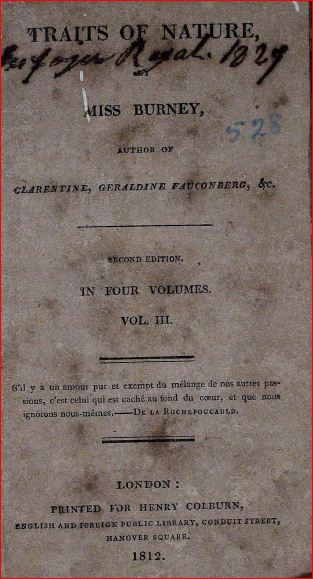 TRAITS OF NATURE,
Royal. 1829
BY
MISS BURNEY,
528
AUTHOR OF
CLARENTINE, GERALDINE FAUCONBERG, &c.
SECOND EDITION.
IN FOUR VOLUMES.
VOL. III.
S'il y a un amour pur et exempt du mélange de nos autres pas-
sions, c'est celui qui est caché au fond du cœur, et que nous
ignorons nous-mêmes.——DE LA ROCHEFOUCAULD.
LONDON:
PRINTED FOR HENRY COLBURN,
ENGLISH AND FOREIGN PUBLIC LIBRARY, CONDUIT STREET,
HANOVER SQUARE.
1812.